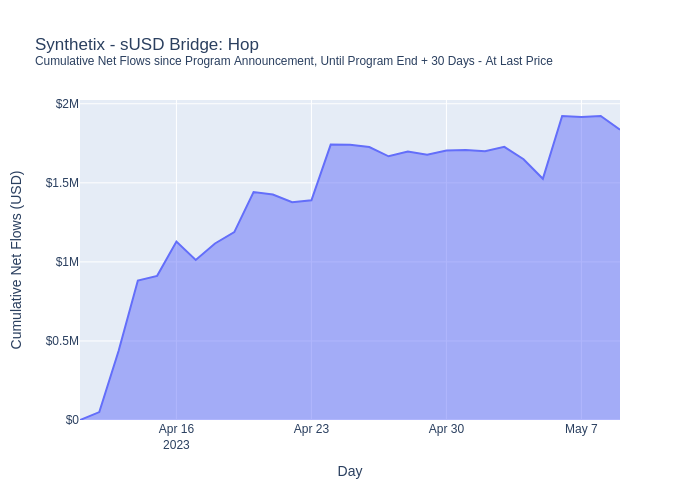 Synthetix - sUSD Bridge: Hop
Cumulative Net Flows since Program Announcement, Until Program End + 30 Days - At Last Price
Cumulative Net Flows (USD)
$2M
$1.5M
$1M
$0.5M
$0
Apr 16
2023
Apr 23
Apr 30
May 7
Day